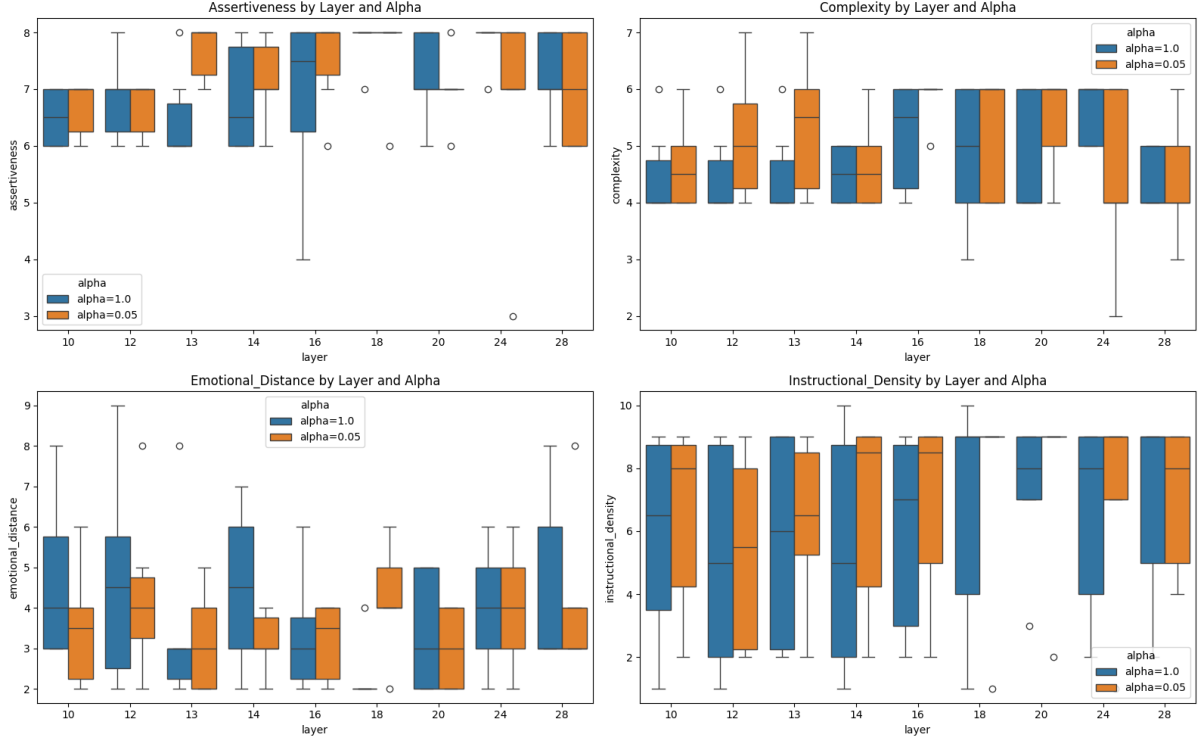 Assertiveness by Layer and Alpha
8
7
6
5
4
3
assertiveness
alpha
alpha=1.0
alpha=0.05
10 12 13 14 16 18 20 24 28
layer
Complexity by Layer and Alpha
7
6
5
4
3
2
complexity
alpha
alpha=1.0
alpha=0.05
10 12 13 14 16 18 20 24 28
layer
Emotional_Distance by Layer and Alpha
9
8
7
6
5
4
3
2
emotional_distance
alpha
alpha=1.0
alpha=0.05
10 12 13 14 16 18 20 24 28
layer
Instructional_Density by Layer and Alpha
10
8
6
4
2
instructional_density
alpha
alpha=1.0
alpha=0.05
10 12 13 14 16 18 20 24 28
layer